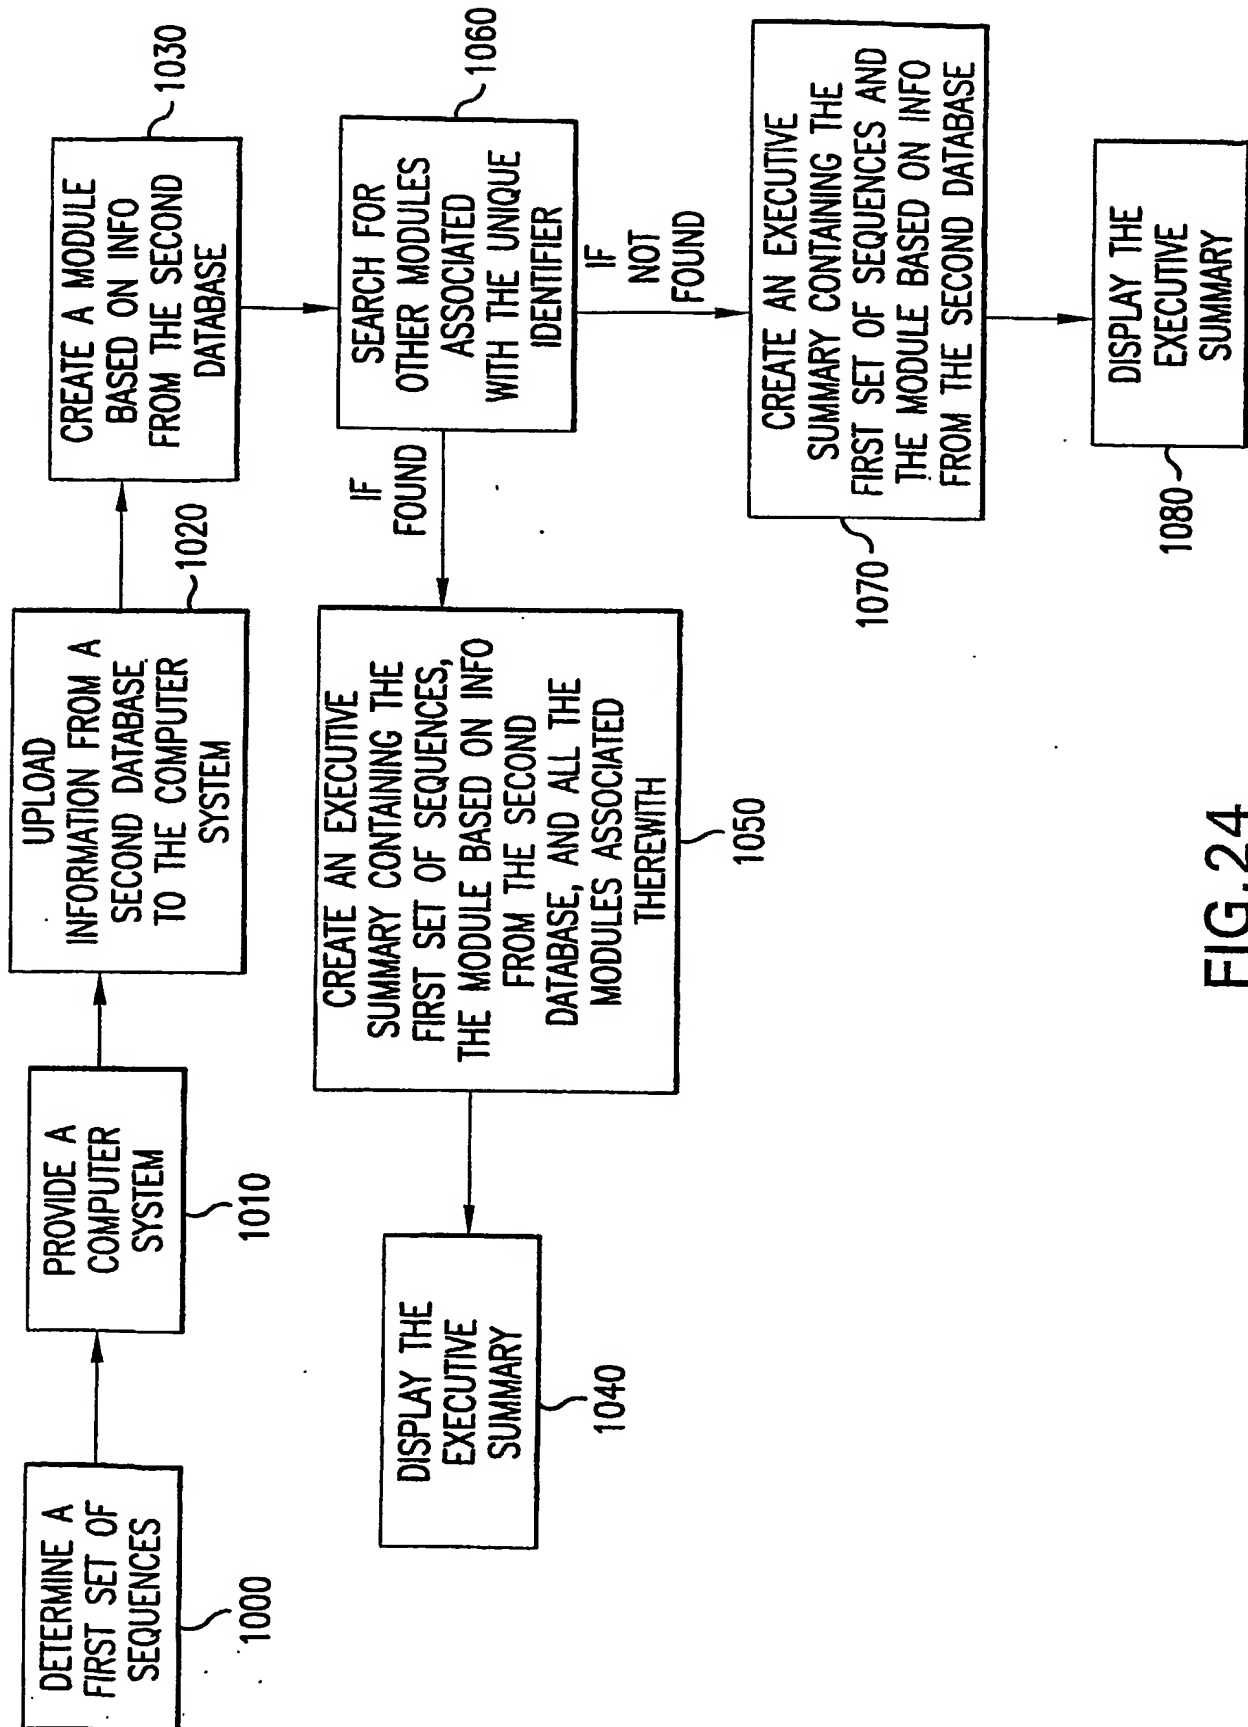 DETERMINE A
FIRST SET OF
SEQUENCES
1000
PROVIDE A
COMPUTER
SYSTEM
1010
UPLOAD
INFORMATION FROM A
SECOND DATABASE
TO THE COMPUTER
SYSTEM
1020
CREATE A MODULE
BASED ON INFO
FROM THE SECOND
DATABASE
1030
SEARCH FOR
OTHER MODULES
ASSOCIATED
WITH THE UNIQUE
IDENTIFIER
1060
IF
FOUND
CREATE AN EXECUTIVE
SUMMARY CONTAINING THE
FIRST SET OF SEQUENCES,
THE MODULE BASED ON INFO
FROM THE SECOND
DATABASE, AND ALL THE
MODULES ASSOCIATED
THEREWITH
1050
DISPLAY THE
EXECUTIVE
SUMMARY
1040
IF
NOT
FOUND
CREATE AN EXECUTIVE
SUMMARY CONTAINING THE
FIRST SET OF SEQUENCES AND
THE MODULE BASED ON INFO
FROM THE SECOND DATABASE
1070
DISPLAY THE
EXECUTIVE
SUMMARY
1080
FIG.24